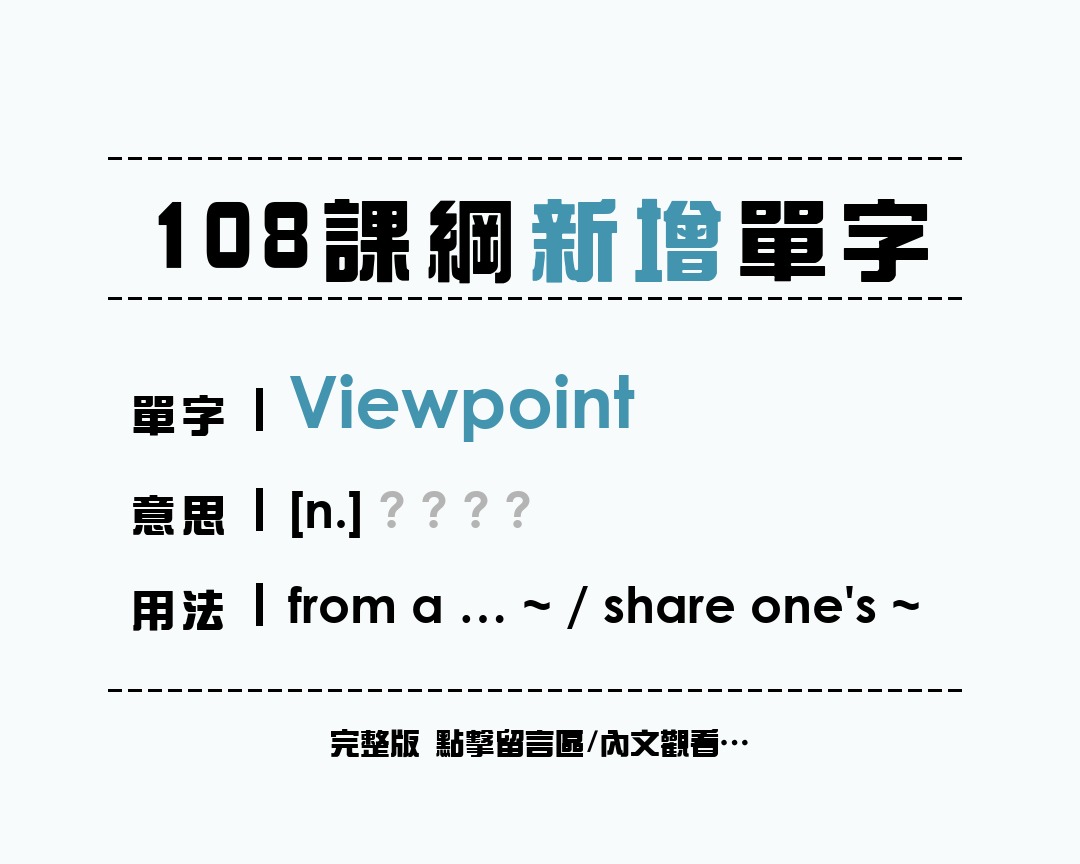 108課綱新增單字
單字 | Viewpoint
意思 | [n.] ? ? ? ?
用法 | from a … ~ / share one's ~
完整版 點擊留言區/內文觀看…